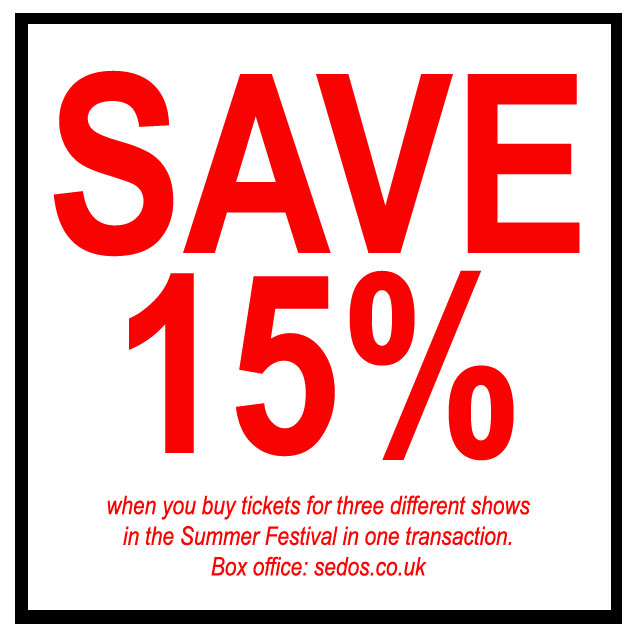 SAVE
15%
when you buy tickets for three different shows
in the Summer Festival in one transaction.
Box office: sedos.co.uk